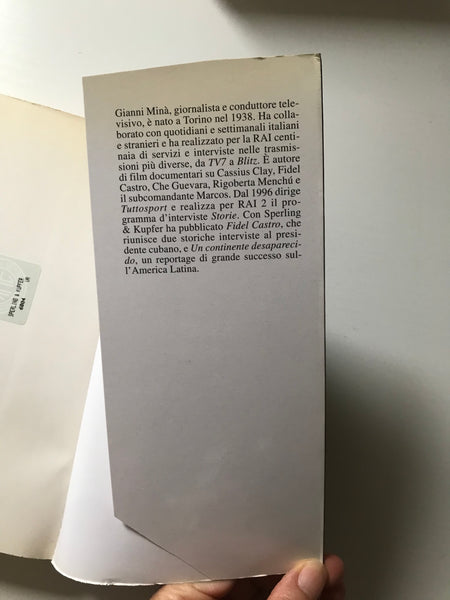 Gianni Minà, giornalista e conduttore tele-
visivo, è nato a Torino nel 1938. Ha colla-
borato con quotidiani e settimanali italiani
e stranieri e ha realizzato per la RAI centi-
naia di servizi e interviste nelle trasmis-
sioni più diverse, da TV7 a Blitz. È autore
di film documentari su Cassius Clay, Fidel
Castro, Che Guevara, Rigoberta Menchú e
il subcomandante Marcos. Dal 1996 dirige
Tuttosport e realizza per RAI 2 il pro-
gramma d'interviste Storie. Con Sperling
& Kupfer ha pubblicato Fidel Castro, che
riunisce due storiche interviste al presi-
dente cubano, e Un continente desapareci-
do, un reportage di grande successo sul-
l'America Latina.
SPERLING & KUPFER